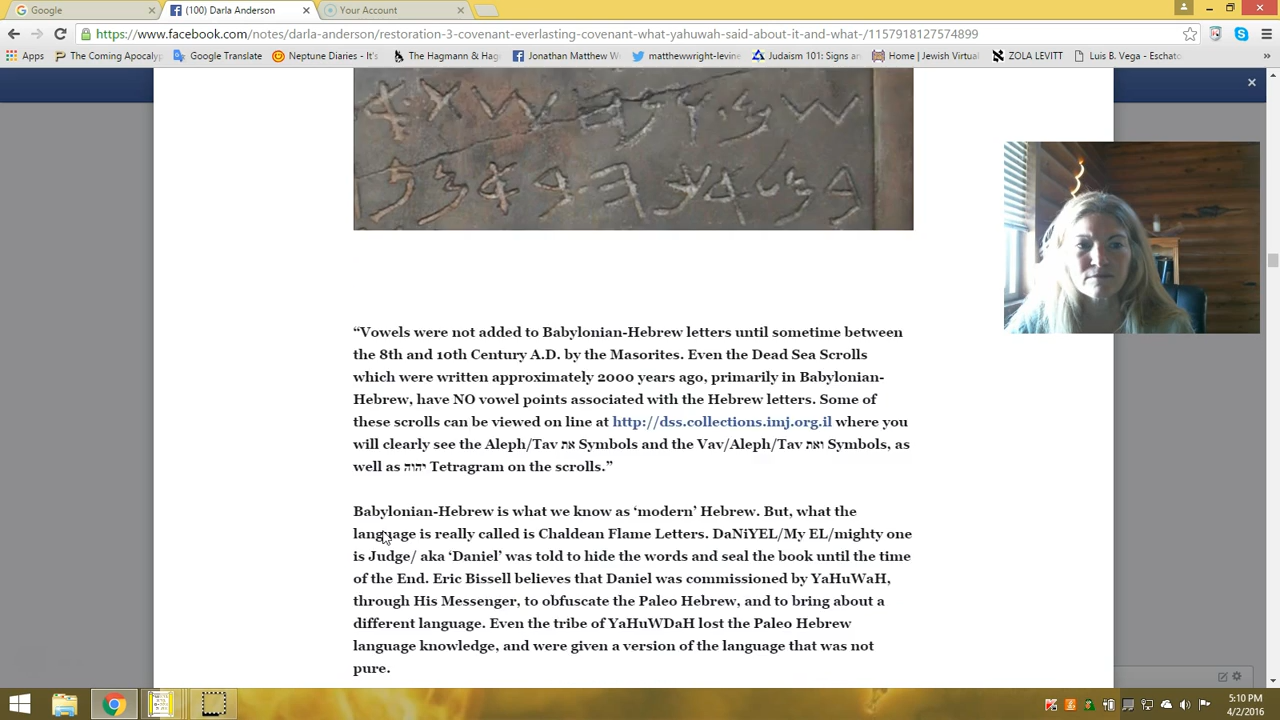 Google
(100) Darla Anderson
Your Account
https://www.facebook.com/notes/darla-anderson/restoration-3-covenant-everlasting-covenant-what-yahuwah-said-about-it-and-what-/1157918127574899
Apps
The Coming Apocalyp
Google Translate
Neptune Diaries - It's
The Hagmann & Hag
Jonathan Matthew W
matthewwright-levine
Judaism 101: Signs an
Home | Jewish Virtual
ZOLA LEVITT
Luis B. Vega - Eschato
“Vowels were not added to Babylonian-Hebrew letters until sometime between
the 8th and 10th Century A.D. by the Masorites. Even the Dead Sea Scrolls
which were written approximately 2000 years ago, primarily in Babylonian-
Hebrew, have NO vowel points associated with the Hebrew letters. Some of
these scrolls can be viewed on line at http://dss.collections.imj.org.il where you
will clearly see the Aleph/Tav את Symbols and the Vav/Aleph/Tav ואת Symbols, as
well as יהוה Tetragram on the scrolls.”
Babylonian-Hebrew is what we know as ‘modern’ Hebrew. But, what the
language is really called is Chaldean Flame Letters. DaNiYEL/My EL/mighty one
is Judge/ aka ‘Daniel’ was told to hide the words and seal the book until the time
of the End. Eric Bissell believes that Daniel was commissioned by YaHuWaH,
through His Messenger, to obfuscate the Paleo Hebrew, and to bring about a
different language. Even the tribe of YaHuWDaH lost the Paleo Hebrew
language knowledge, and were given a version of the language that was not
pure.
5:10 PM
4/2/2016